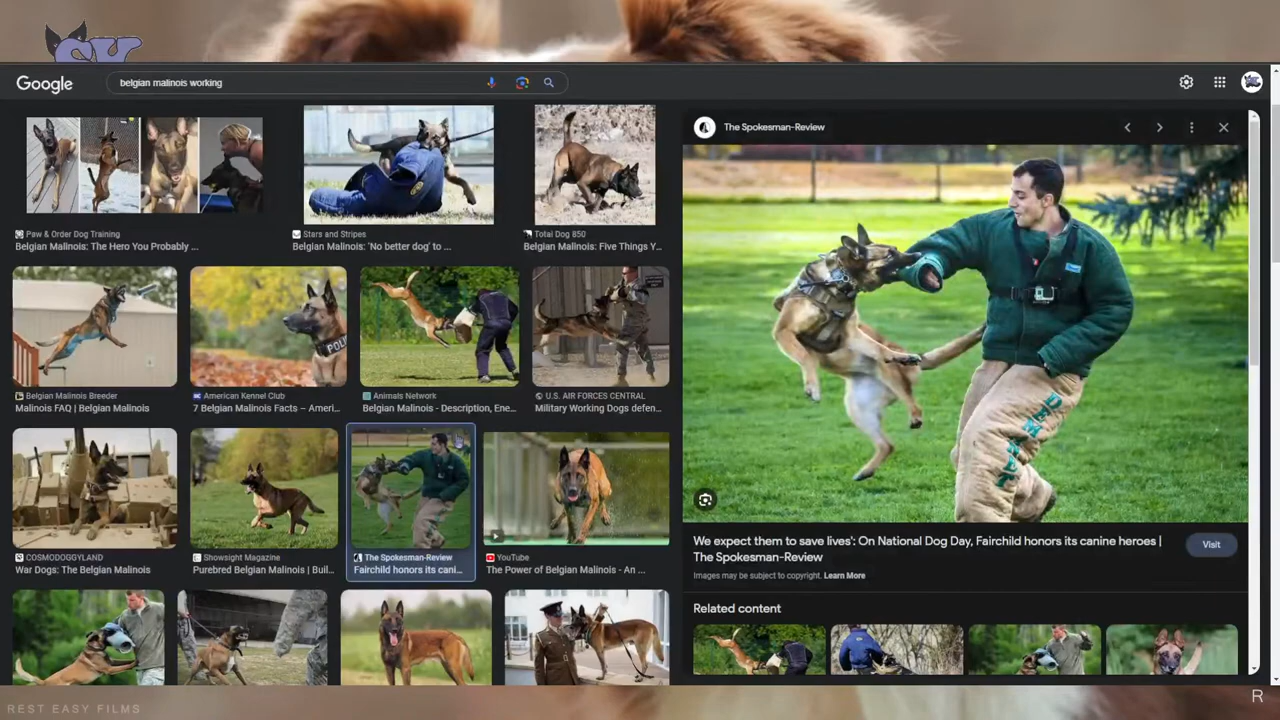 CV
Google
belgian malinois working
Paw & Order Dog Training
Belgian Malinois: The Hero You Probably ...
Stars and Stripes
Belgian Malinois: 'No better dog' to ...
Total Dog 850
Belgian Malinois: Five Things Y...
Belgian Malinois Breeder
Malinois FAQ | Belgian Malinois
POLI
American Kennel Club
7 Belgian Malinois Facts – Ameri...
Animals Network
Belgian Malinois - Description, Ene...
U.S. AIR FORCES CENTRAL
Military Working Dogs defen...
COSMODOGGYLAND
War Dogs: The Belgian Malinois
Showsight Magazine
Purebred Belgian Malinois | Buil...
The Spokesman-Review
Fairchild honors its cani...
YouTube
The Power of Belgian Malinois - An ...
The Spokesman-Review
DEMANET
We expect them to save lives': On National Dog Day, Fairchild honors its canine heroes |
The Spokesman-Review
Visit
Images may be subject to copyright. Learn More
Related content
REST EASY FILMS
R